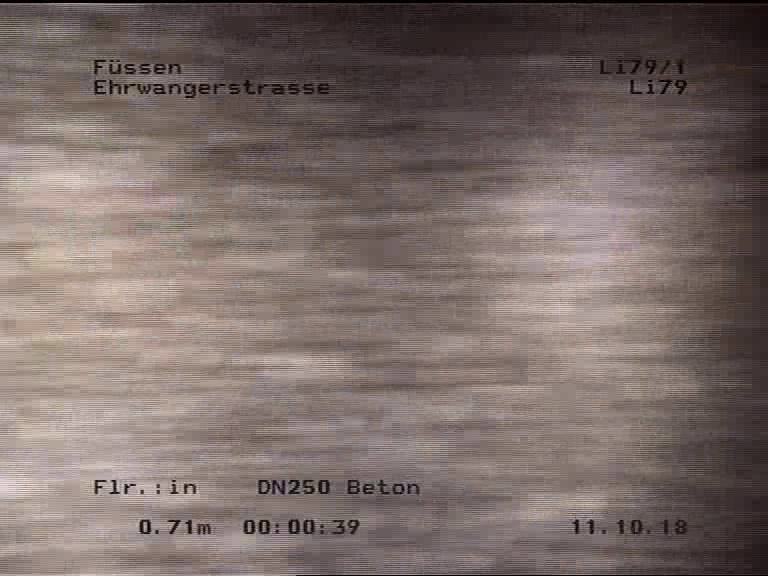 Füssen Li79/1
Ehrwangerstrasse Li79
Flr.:in DN250 Beton
0.71m 00:00:39 11.10.18